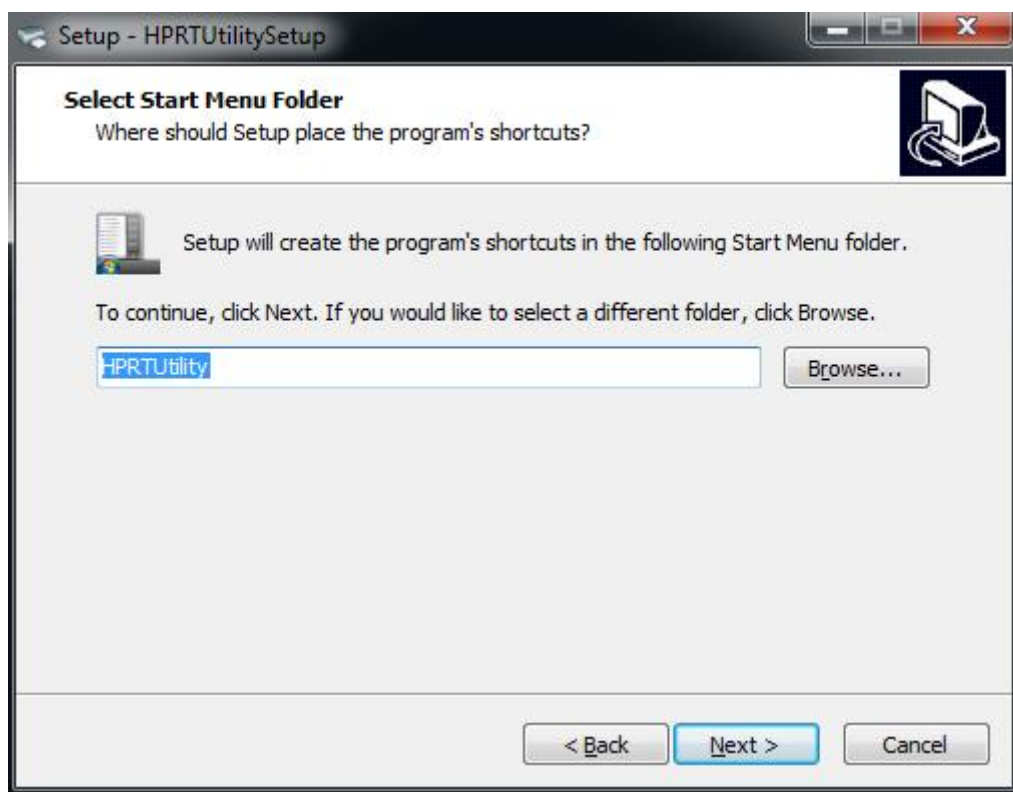 Setup - HPRTUtilitySetup
Select Start Menu Folder
Where should Setup place the program's shortcuts?
Setup will create the program's shortcuts in the following Start Menu folder.
To continue, click Next. If you would like to select a different folder, click Browse.
HPRTUtility
Browse...
< Back
Next >
Cancel